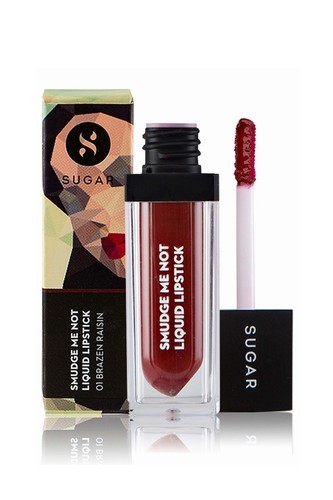 S
SUGAR
SMUDGE ME NOT
LIQUID LIPSTICK
01 BRAZEN RAISIN
SMUDGE ME NOT
LIQUID LIPSTICK
SUGAR